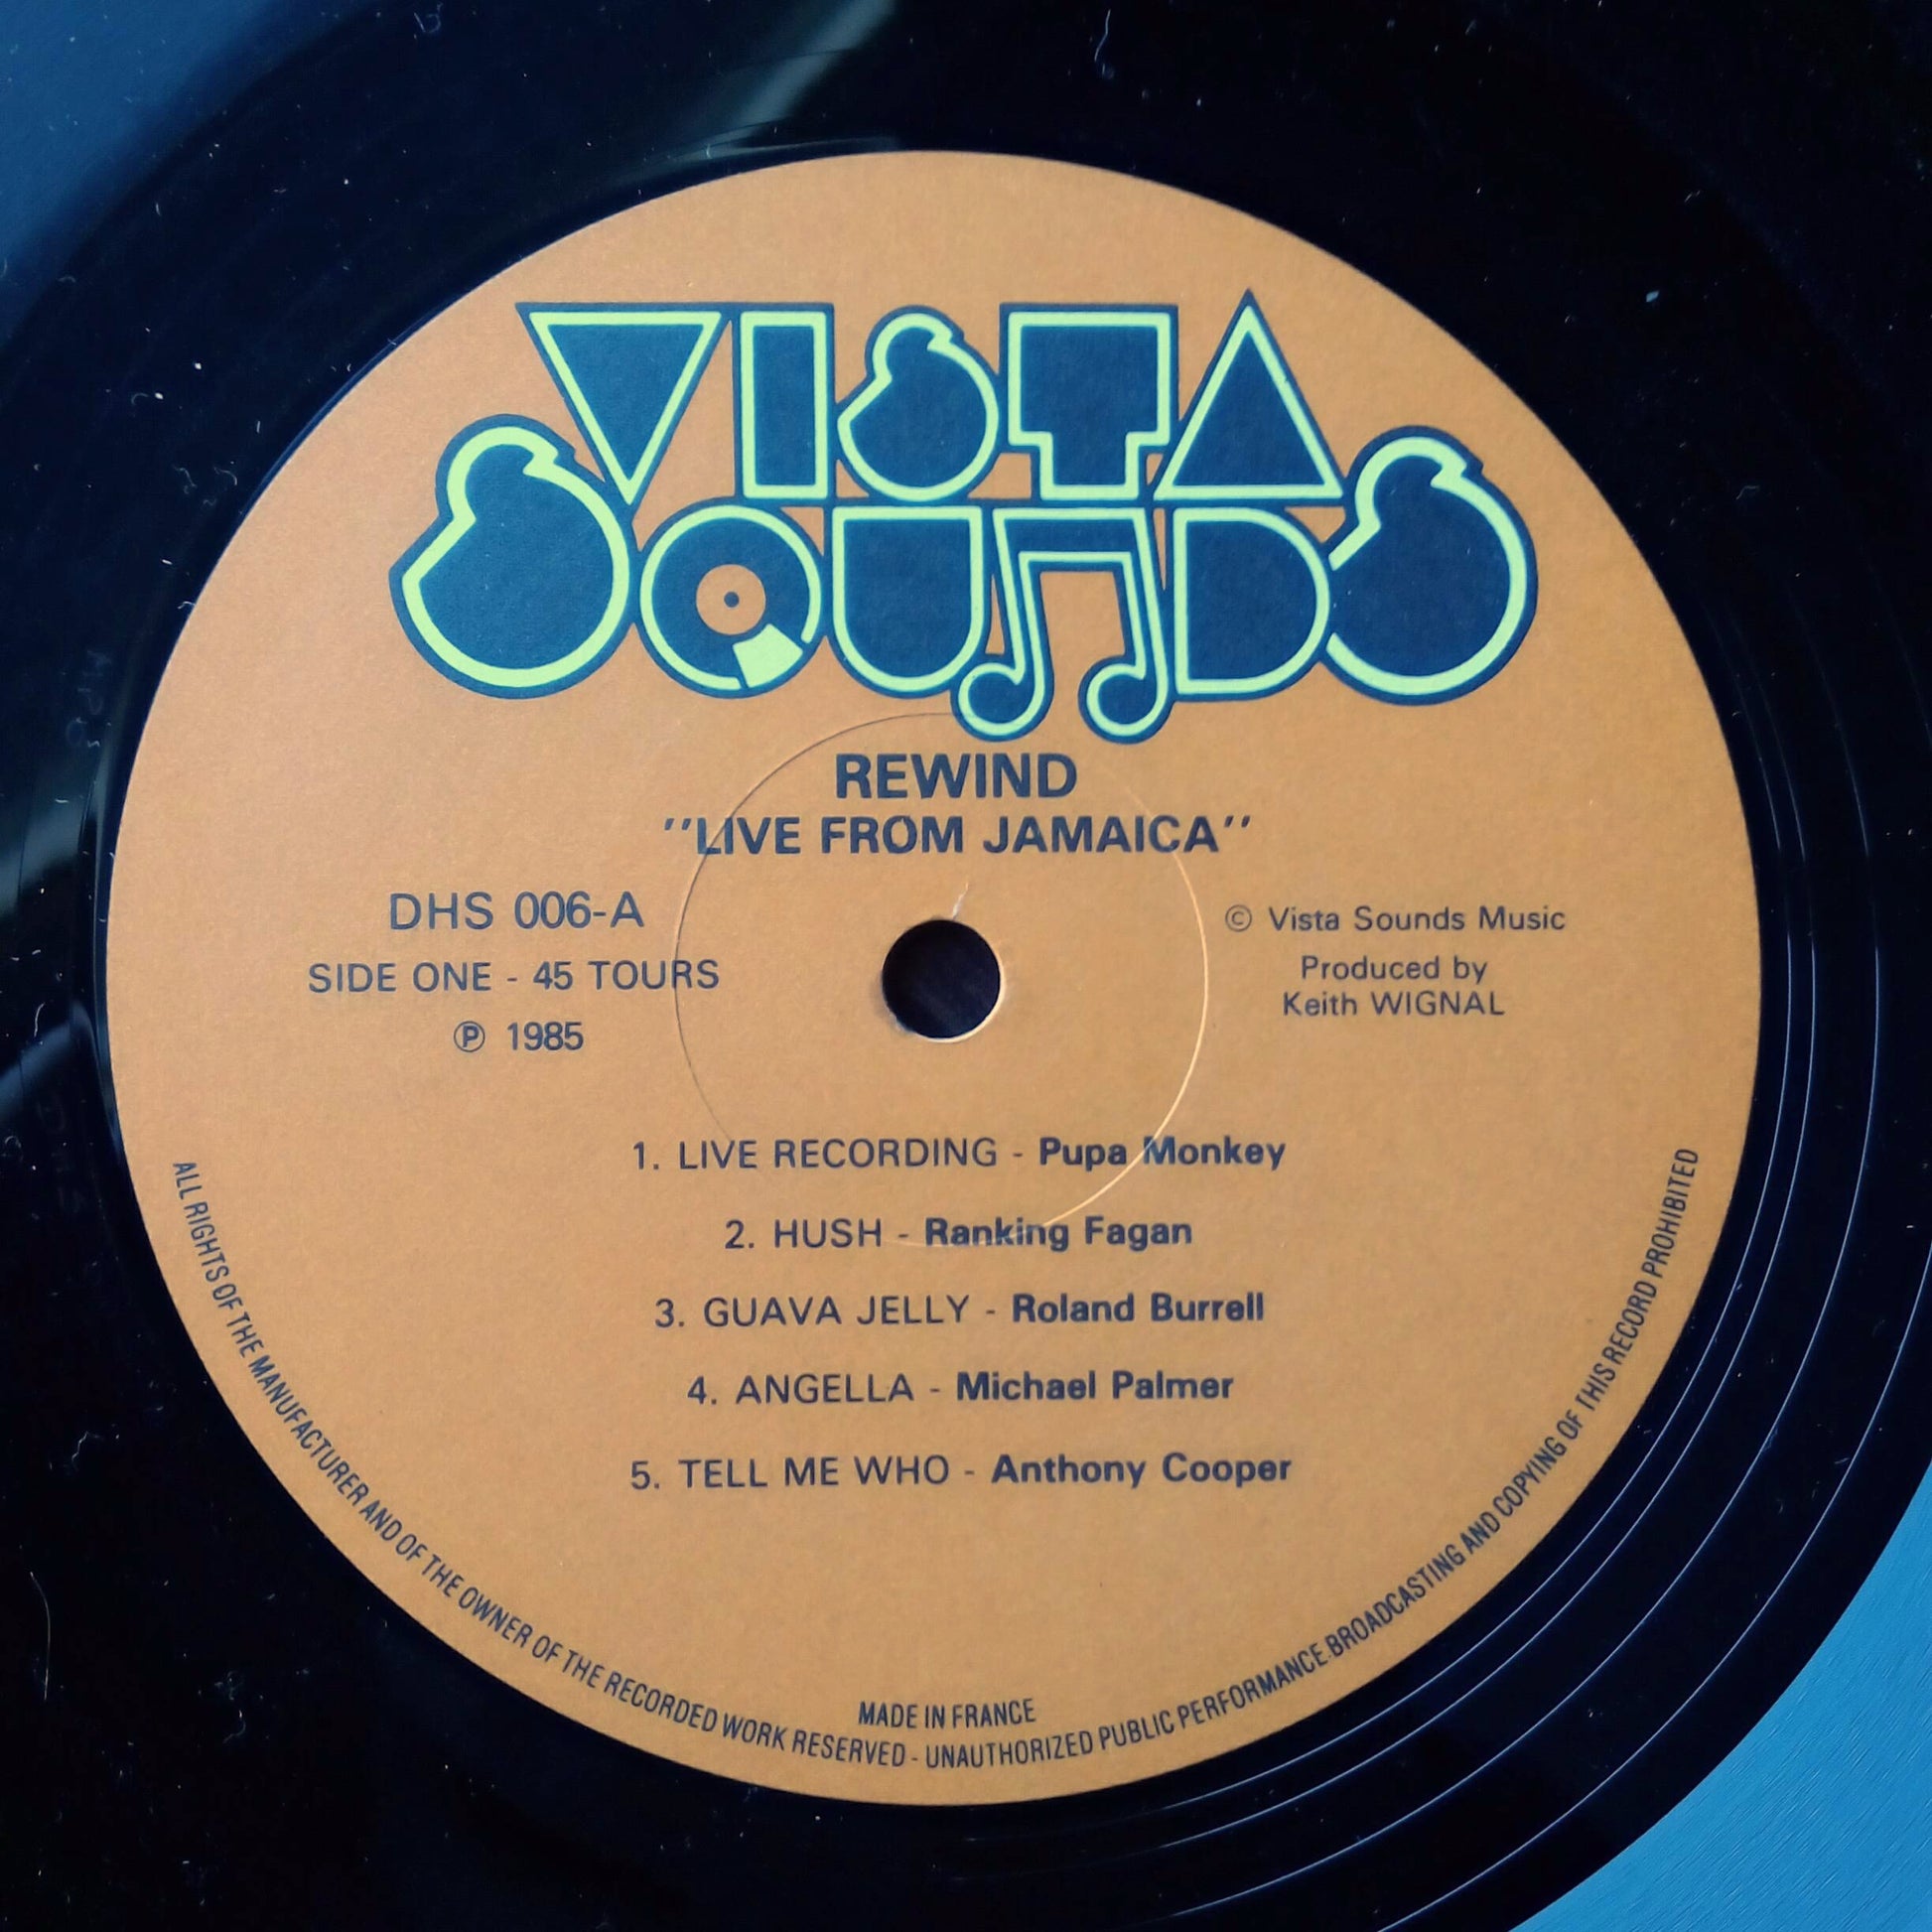 VISTA
SOUNDS
REWIND
''LIVE FROM JAMAICA''
DHS 006-A
SIDE ONE - 45 TOURS
Ⓟ 1985
© Vista Sounds Music
Produced by
Keith WIGNAL
1. LIVE RECORDING - Pupa Monkey
2. HUSH - Ranking Fagan
3. GUAVA JELLY - Roland Burrell
4. ANGELLA - Michael Palmer
5. TELL ME WHO - Anthony Cooper
MADE IN FRANCE
ALL RIGHTS OF THE MANUFACTURER AND OF THE OWNER OF THE RECORDED WORK RESERVED - UNAUTHORIZED PUBLIC PERFORMANCE BROADCASTING AND COPYING OF THIS RECORD PROHIBITED